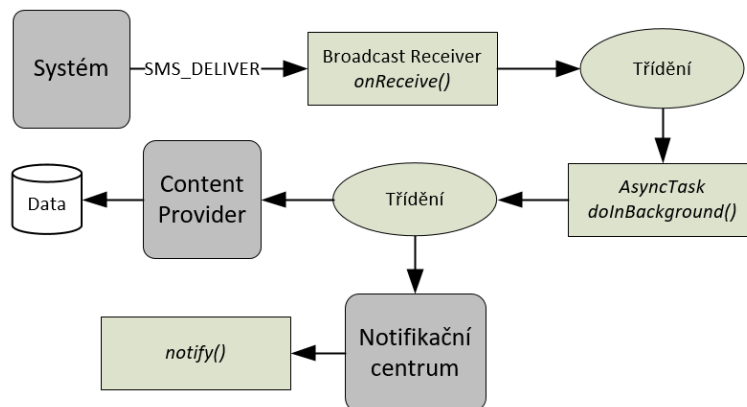 Systém
SMS_DELIVER
Broadcast Receiver
onReceive()
Třídění
Data
Content
Provider
Třídění
AsyncTask
doInBackground()
notify()
Notifikační
centrum